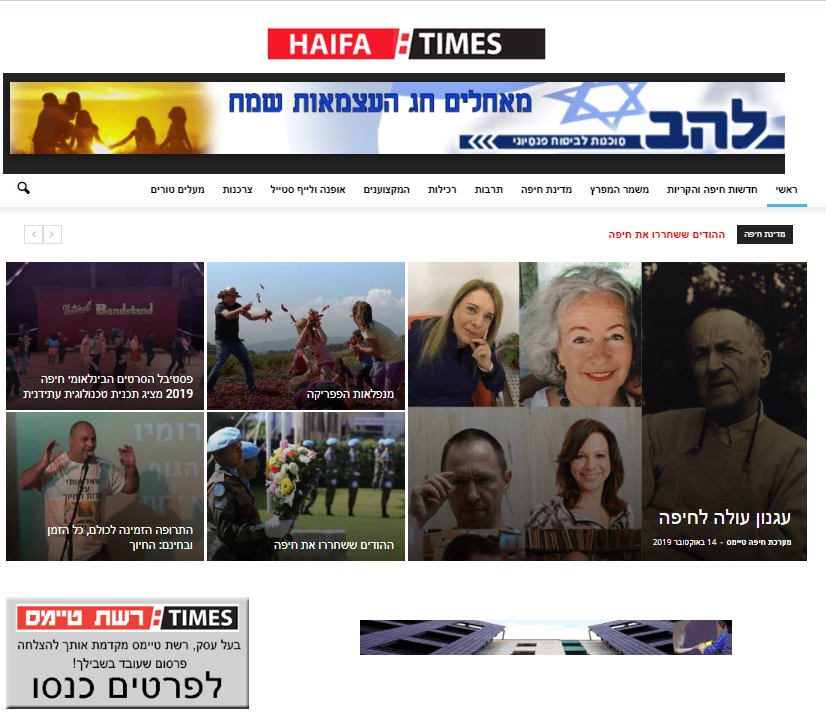 HAIFA TIMES
מאחלים חג העצמאות שמח
להב
סוכנות לביטוח פנסיוני
ראשי חדשות חיפה והקריות משמר המפרץ מדינת חיפה תרבות רכילות המקצוענים אופנה ולייף סטייל צרכנות מעלים טורים
מדינת חיפה
ההודים ששחררו את חיפה
Bandstand
פסטיבל הסרטים הבינלאומי חיפה
2019 מציג תכנית טכנולוגית עתידנית
מנפלאות הפפריקה
עגנון עולה לחיפה
מערכת חיפה טיימס - 14 באוקטובר 2019
התרופה הזמינה לכולם, כל הזמן
ובחינם: החיוך
ההודים ששחררו את חיפה
רשת טיימס TIMES
בעל עסק, רשת טיימס מקדמת אותך להצלחה
פרסום שעובד בשבילך!
לפרטים כנסו